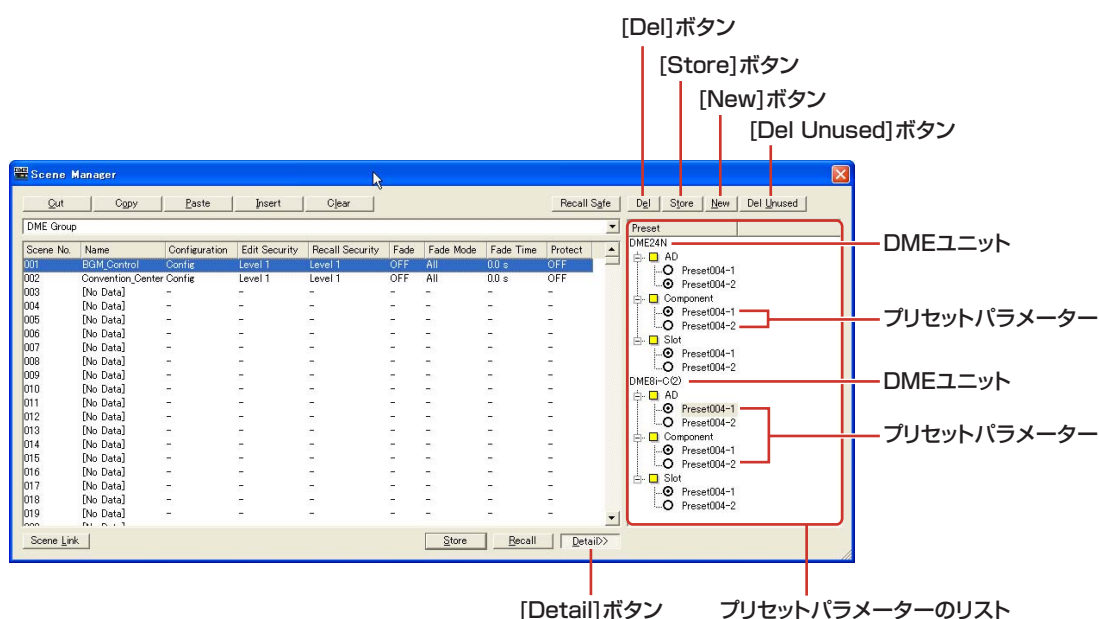 [Del]ボタン
[Store]ボタン
[New]ボタン
[Del Unused]ボタン
Scene Manager
Cut Copy Paste Insert Clear Recall Safe Del Store New Del Unused
DME Group
Preset
Scene No. Name Configuration Edit Security Recall Security Fade Fade Mode Fade Time Protect
001 BGM_Control Config Level 1 Level 1 OFF All 0.0 s OFF
002 Convention_Center Config Level 1 Level 1 OFF All 0.0 s OFF
003 [No Data] - - - - - - -
004 [No Data] - - - - - - -
005 [No Data] - - - - - - -
006 [No Data] - - - - - - -
007 [No Data] - - - - - - -
008 [No Data] - - - - - - -
009 [No Data] - - - - - - -
010 [No Data] - - - - - - -
011 [No Data] - - - - - - -
012 [No Data] - - - - - - -
013 [No Data] - - - - - - -
014 [No Data] - - - - - - -
015 [No Data] - - - - - - -
016 [No Data] - - - - - - -
017 [No Data] - - - - - - -
018 [No Data] - - - - - - -
019 [No Data] - - - - - - -
DME24N
AD
Preset004-1
Preset004-2
Component
Preset004-1
Preset004-2
Slot
Preset004-1
Preset004-2
DME8i-C(2)
AD
Preset004-1
Preset004-2
Component
Preset004-1
Preset004-2
Slot
Preset004-1
Preset004-2
DMEユニット
プリセットパラメーター
DMEユニット
プリセットパラメーター
Scene Link Store Recall Detail>>
[Detail]ボタン
プリセットパラメーターのリスト